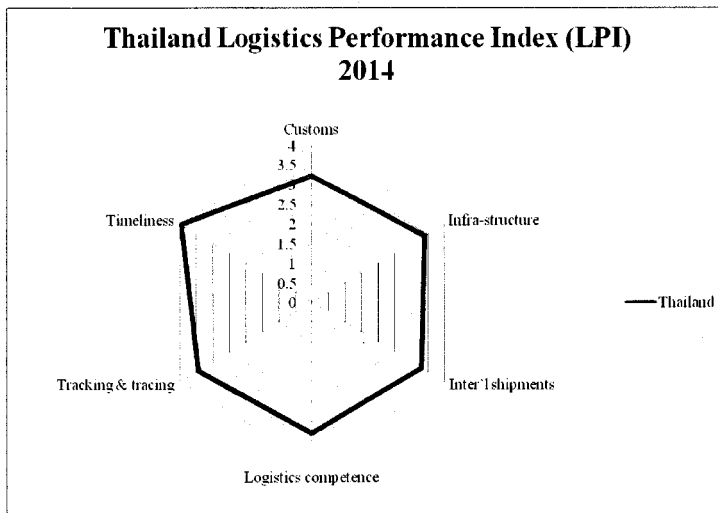 Thailand Logistics Performance Index (LPI)
2014
Customs
4
3.5
3
2.5
2
1.5
1
0.5
0
Timeliness
Infra-structure
Thailand
Tracking & tracing
Inter'l shipments
Logistics competence